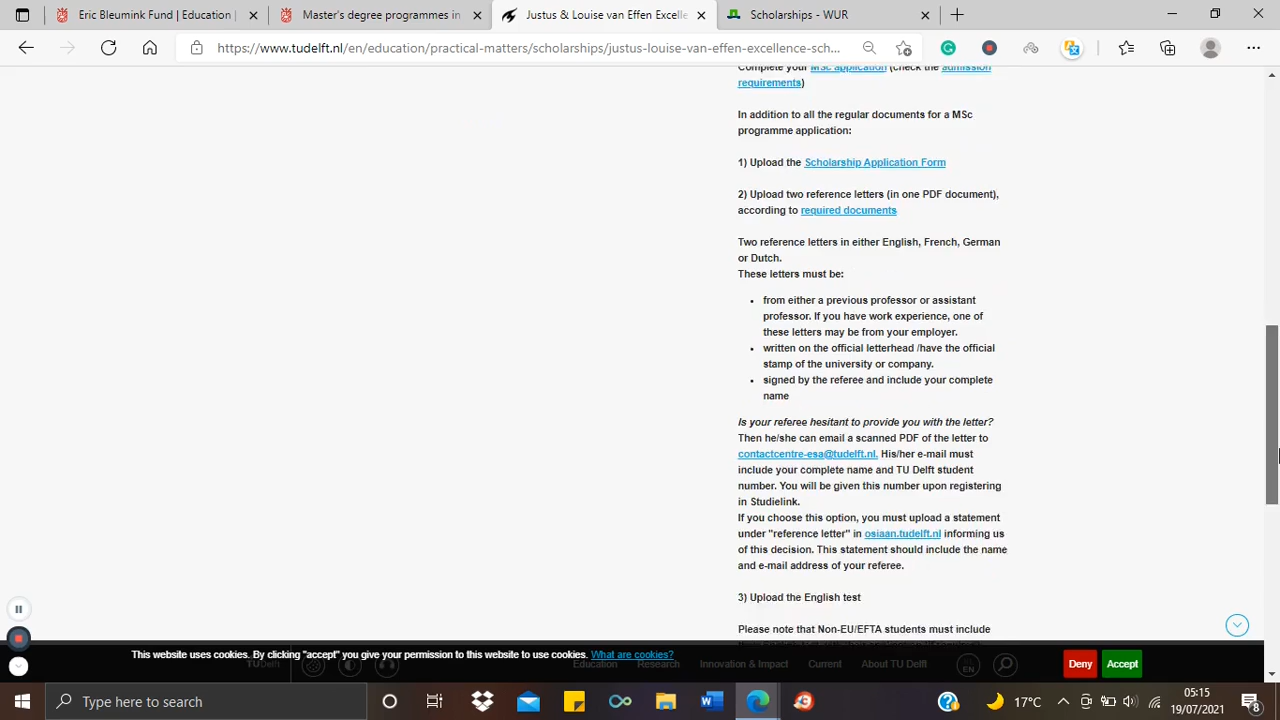 Eric Bleumink Fund | Education |
Master's degree programmes in
Justus & Louise van Effen Excelle
Scholarships - WUR
https://www.tudelft.nl/en/education/practical-matters/scholarships/justus-louise-van-effen-excellence-sch...
Complete your MSc application (check the admission
requirements)
In addition to all the regular documents for a MSc
programme application:
1) Upload the Scholarship Application Form
2) Upload two reference letters (in one PDF document),
according to required documents
Two reference letters in either English, French, German
or Dutch.
These letters must be:
• from either a previous professor or assistant
professor. If you have work experience, one of
these letters may be from your employer.
• written on the official letterhead /have the official
stamp of the university or company.
• signed by the referee and include your complete
name
Is your referee hesitant to provide you with the letter?
Then he/she can email a scanned PDF of the letter to
contactcentre-esa@tudelft.nl. His/her e-mail must
include your complete name and TU Delft student
number. You will be given this number upon registering
in Studielink.
If you choose this option, you must upload a statement
under "reference letter" in osiaan.tudelft.nl informing us
of this decision. This statement should include the name
and e-mail address of your referee.
3) Upload the English test
Please note that Non-EU/EFTA students must include
This website uses cookies. By clicking "accept" you give your permission to this website to use cookies. What are cookies?
TUDelft
Education Research Innovation & Impact Current About TU Delft EN
Deny Accept
Type here to search
17°C
05:15
19/07/2021
8